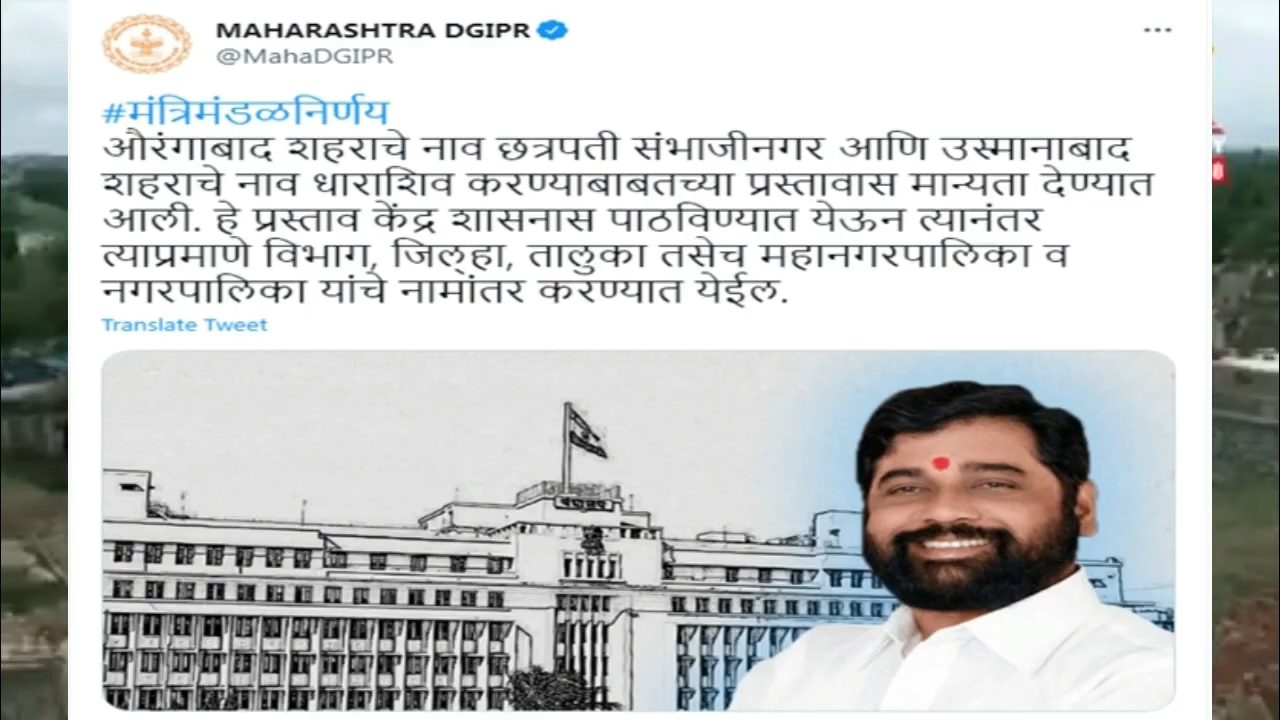 MAHARASHTRA DGIPR
@MahaDGIPR
#मंत्रिमंडळनिर्णय
औरंगाबाद शहराचे नाव छत्रपती संभाजीनगर आणि उस्मानाबाद
शहराचे नाव धाराशिव करण्याबाबतच्या प्रस्तावास मान्यता देण्यात
आली. हे प्रस्ताव केंद्र शासनास पाठविण्यात येऊन त्यानंतर
त्याप्रमाणे विभाग, जिल्हा, तालुका तसेच महानगरपालिका व
नगरपालिका यांचे नामांतर करण्यात येईल.
Translate Tweet